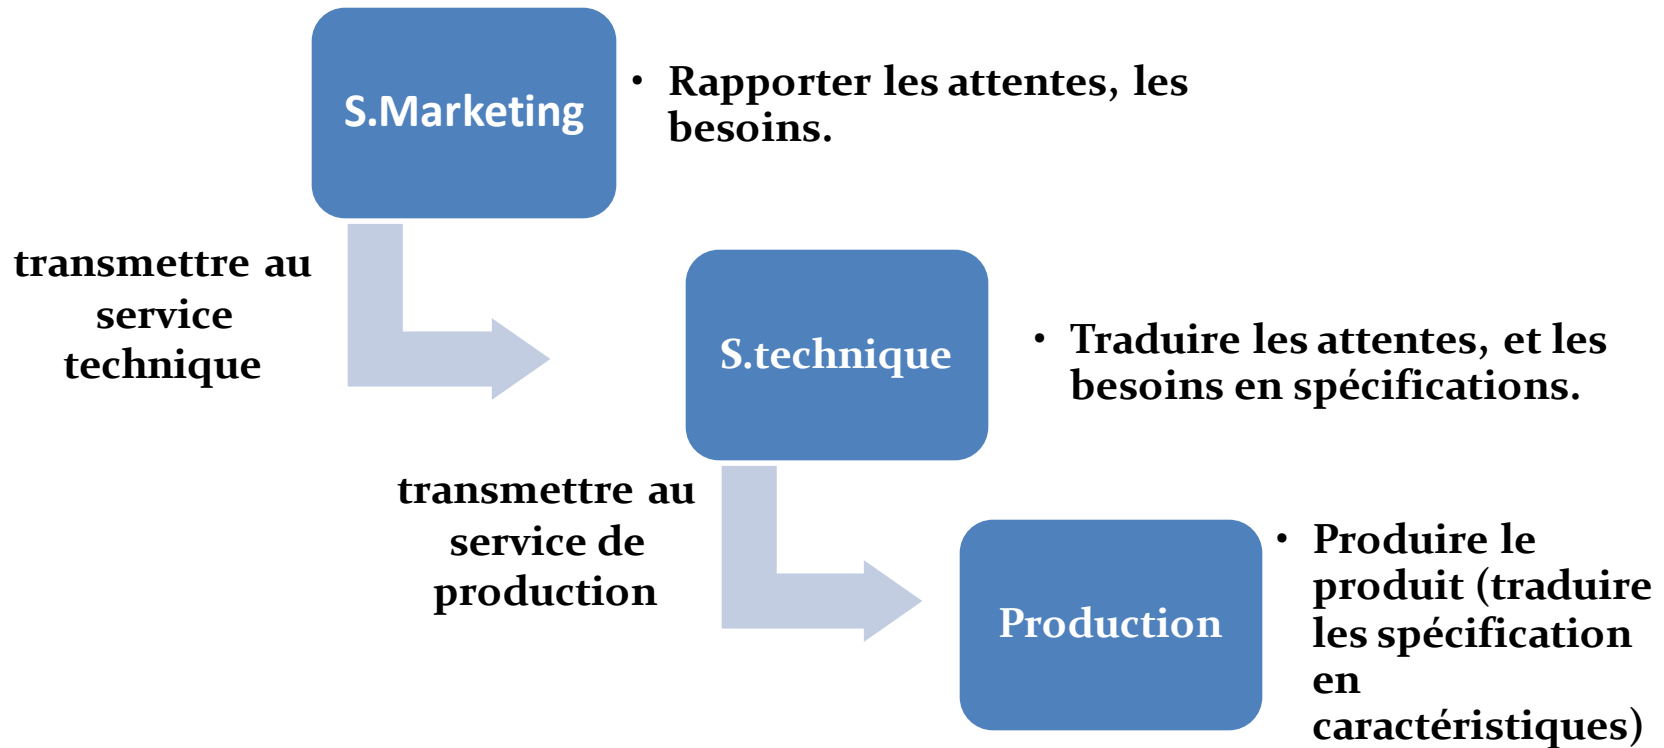 S.Marketing
• Rapporter les attentes, les
besoins.
transmettre au
service
technique
S.technique
• Traduire les attentes, et les
besoins en spécifications.
transmettre au
service de
production
Production
• Produire le
produit (traduire
les spécification
en
caractéristiques)